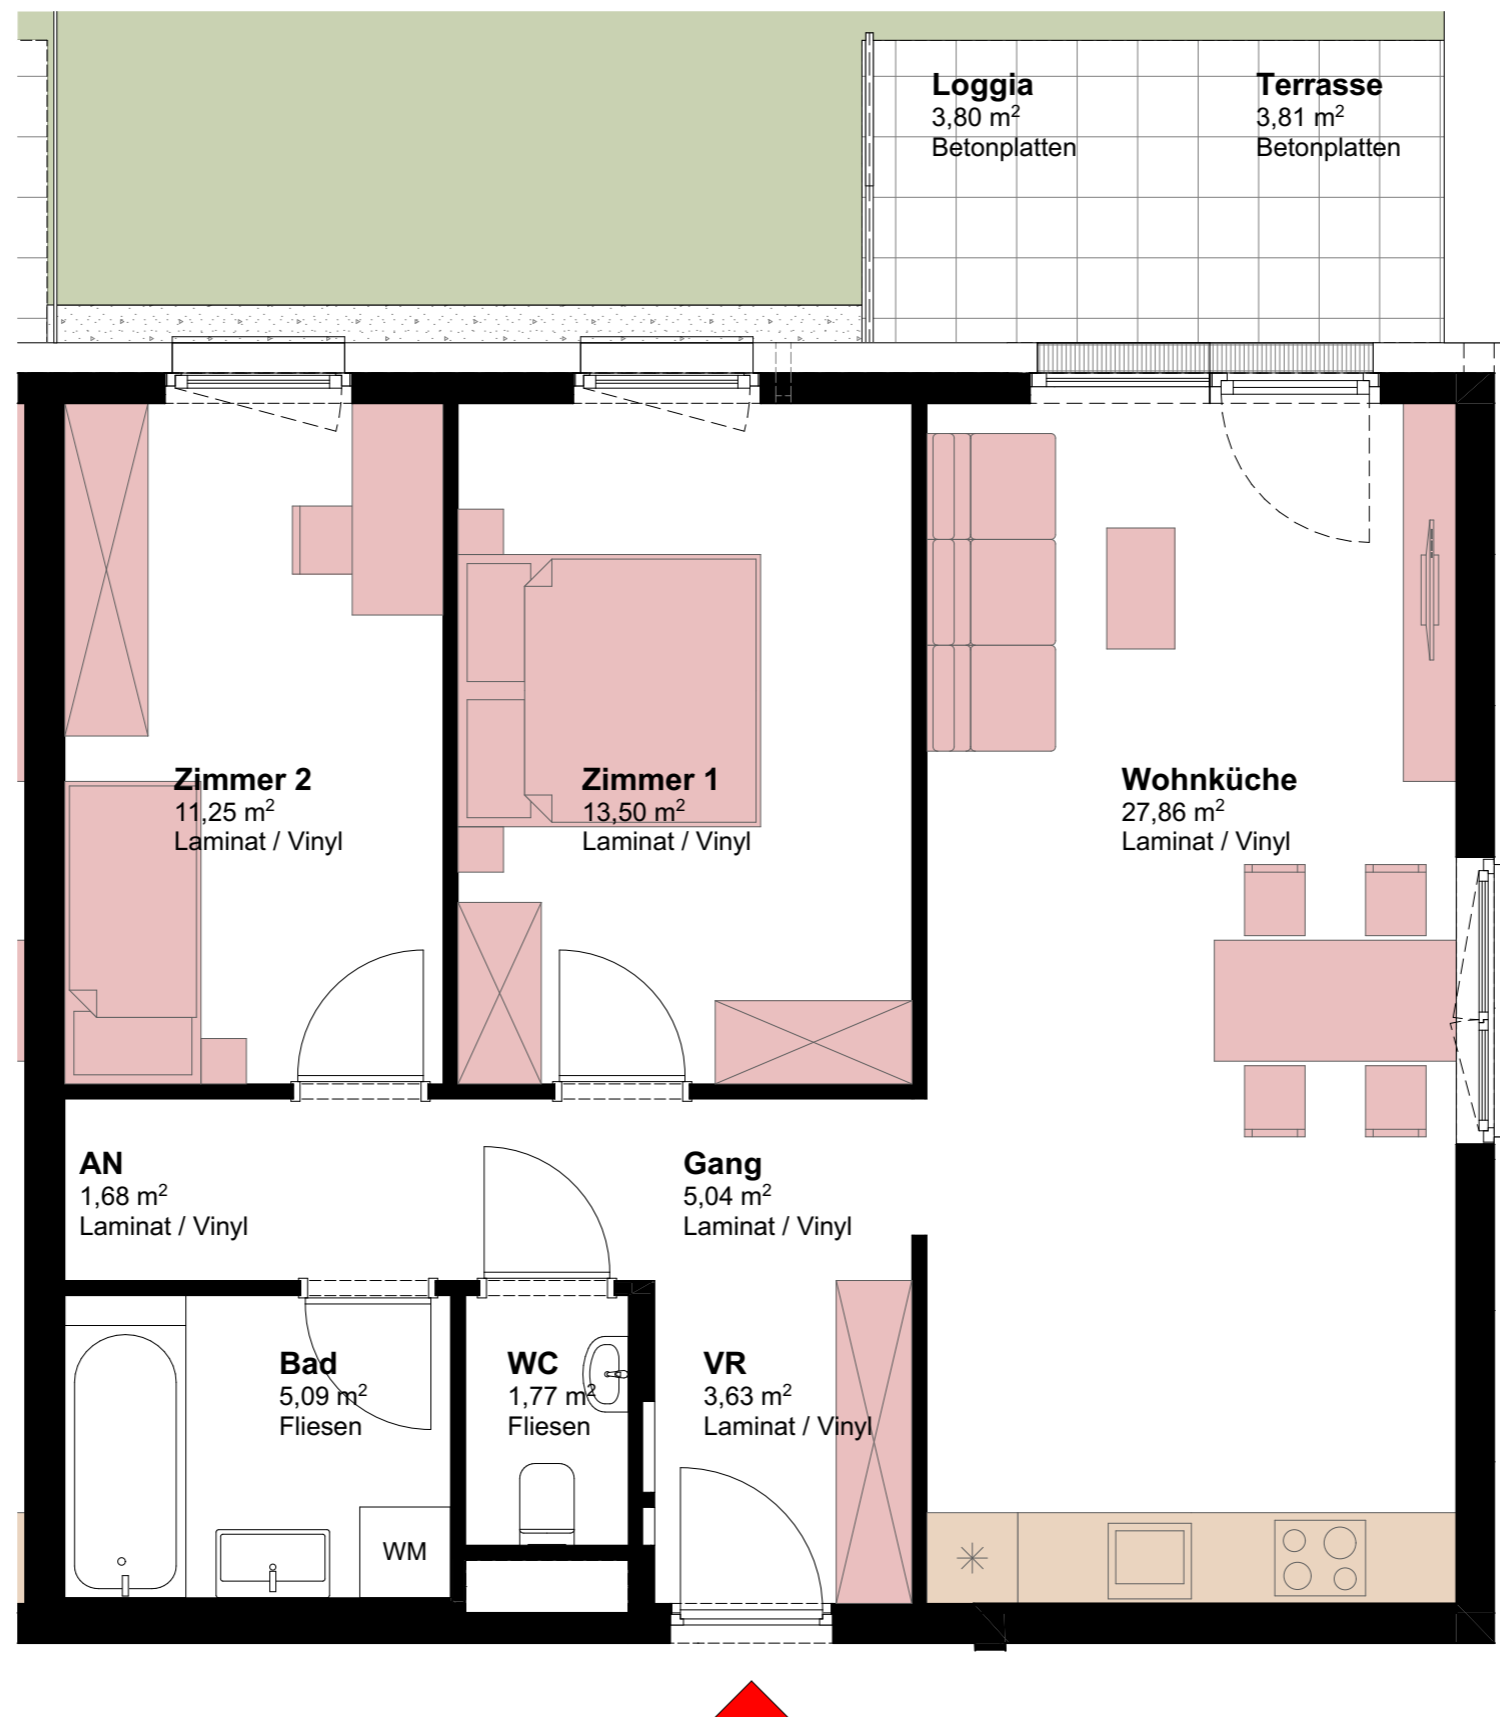 Loggia
3,80 m²
Betonplatten
Terrasse
3,81 m²
Betonplatten
Zimmer 2
11,25 m²
Laminat / Vinyl
Zimmer 1
13,50 m²
Laminat / Vinyl
Wohnküche
27,86 m²
Laminat / Vinyl
AN
1,68 m²
Laminat / Vinyl
Gang
5,04 m²
Laminat / Vinyl
Bad
5,09 m²
Fliesen
WC
1,77 m²
Fliesen
VR
3,63 m²
Laminat / Vinyl
WM